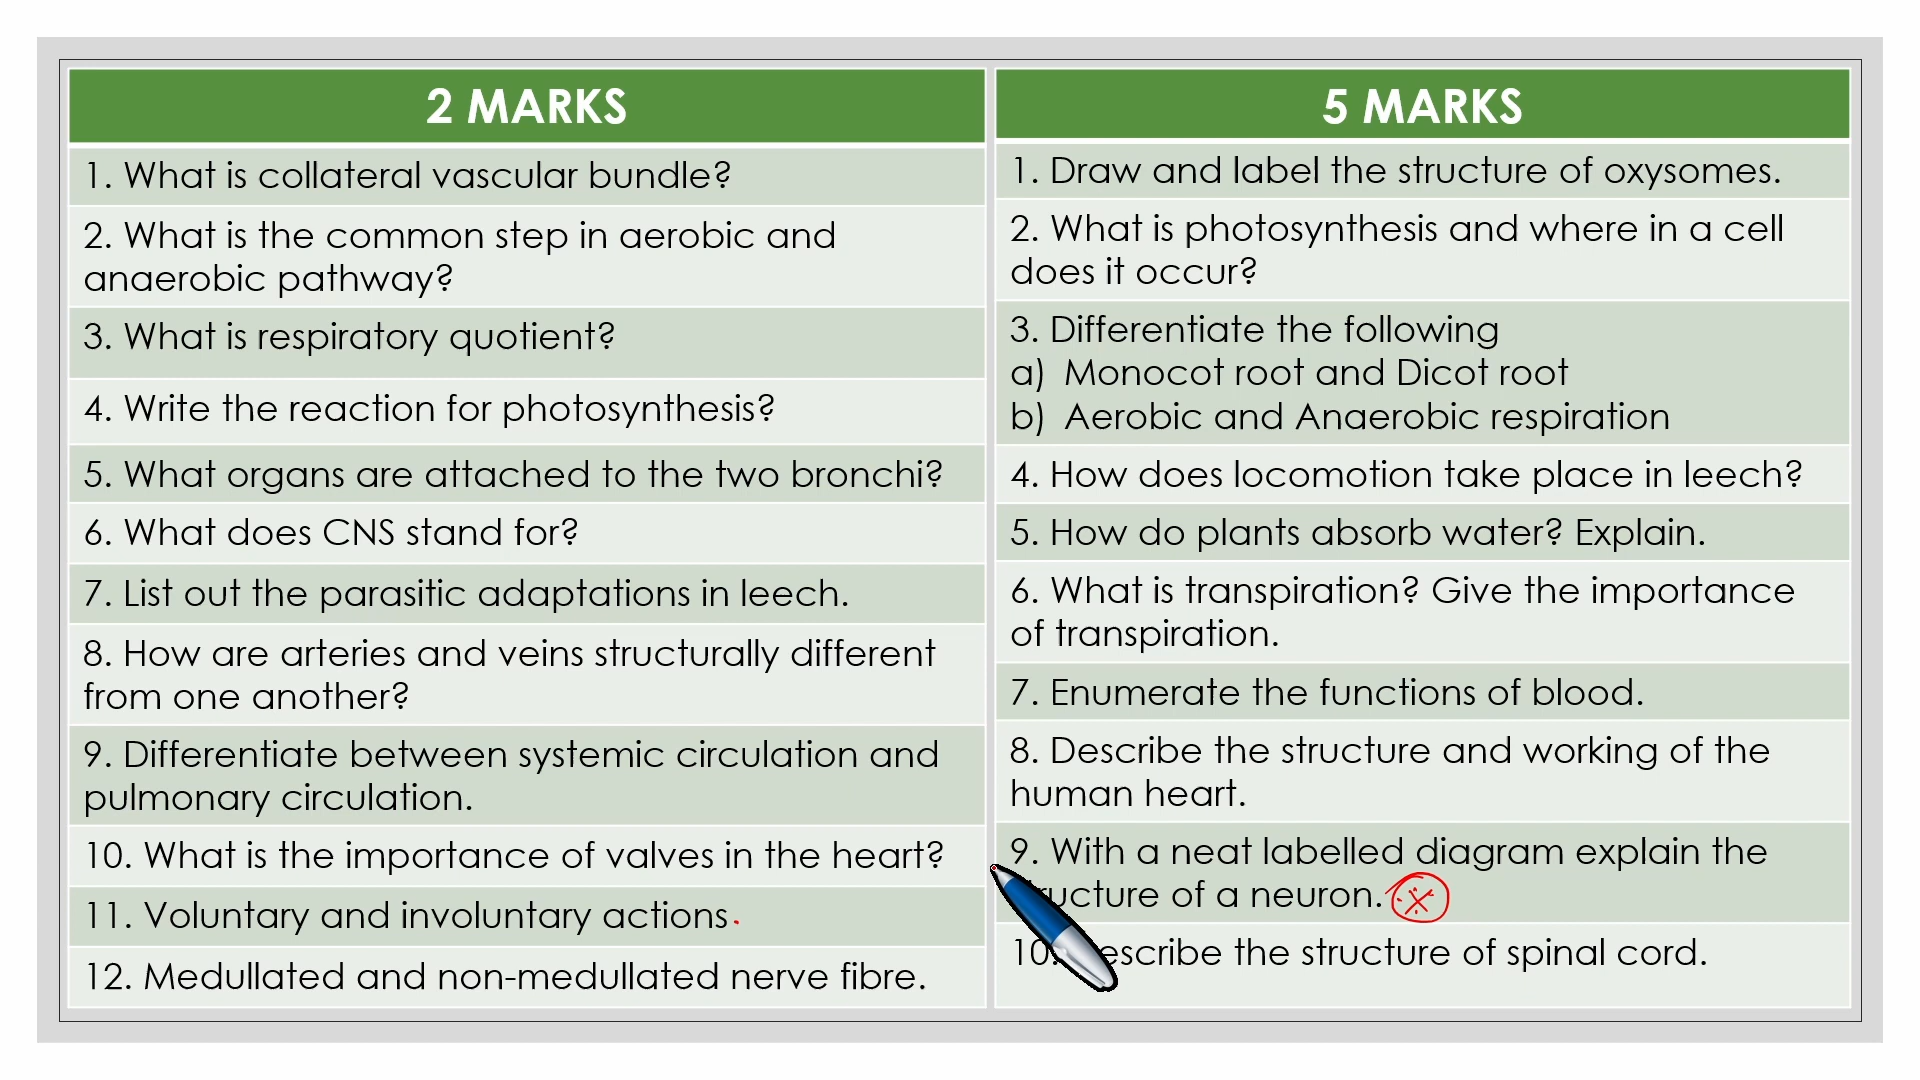 2 MARKS
1. What is collateral vascular bundle?
2. What is the common step in aerobic and
anaerobic pathway?
3. What is respiratory quotient?
4. Write the reaction for photosynthesis?
5. What organs are attached to the two bronchi?
6. What does CNS stand for?
7. List out the parasitic adaptations in leech.
8. How are arteries and veins structurally different
from one another?
9. Differentiate between systemic circulation and
pulmonary circulation.
10. What is the importance of valves in the heart?
11. Voluntary and involuntary actions.
12. Medullated and non-medullated nerve fibre.
5 MARKS
1. Draw and label the structure of oxysomes.
2. What is photosynthesis and where in a cell
does it occur?
3. Differentiate the following
a) Monocot root and Dicot root
b) Aerobic and Anaerobic respiration
4. How does locomotion take place in leech?
5. How do plants absorb water? Explain.
6. What is transpiration? Give the importance
of transpiration.
7. Enumerate the functions of blood.
8. Describe the structure and working of the
human heart.
9. With a neat labelled diagram explain the
of a neuron.
10. the structure of spinal cord.